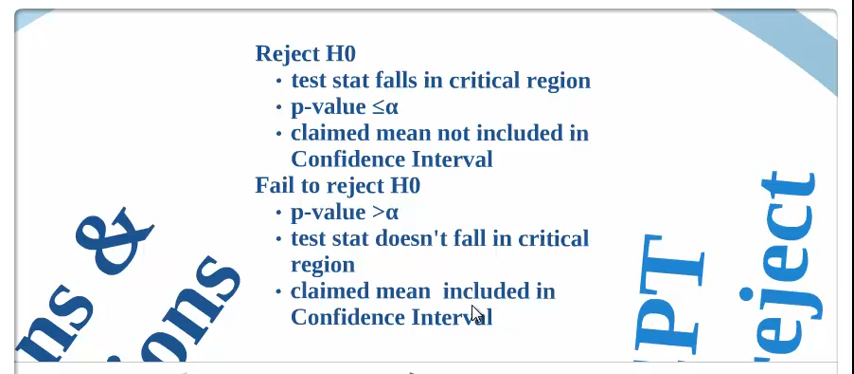 Reject H0
• test stat falls in critical region
• p-value ≤α
• claimed mean not included in
Confidence Interval
Fail to reject H0
• p-value >α
• test stat doesn't fall in critical
region
• claimed mean  included in
Confidence Interval
&